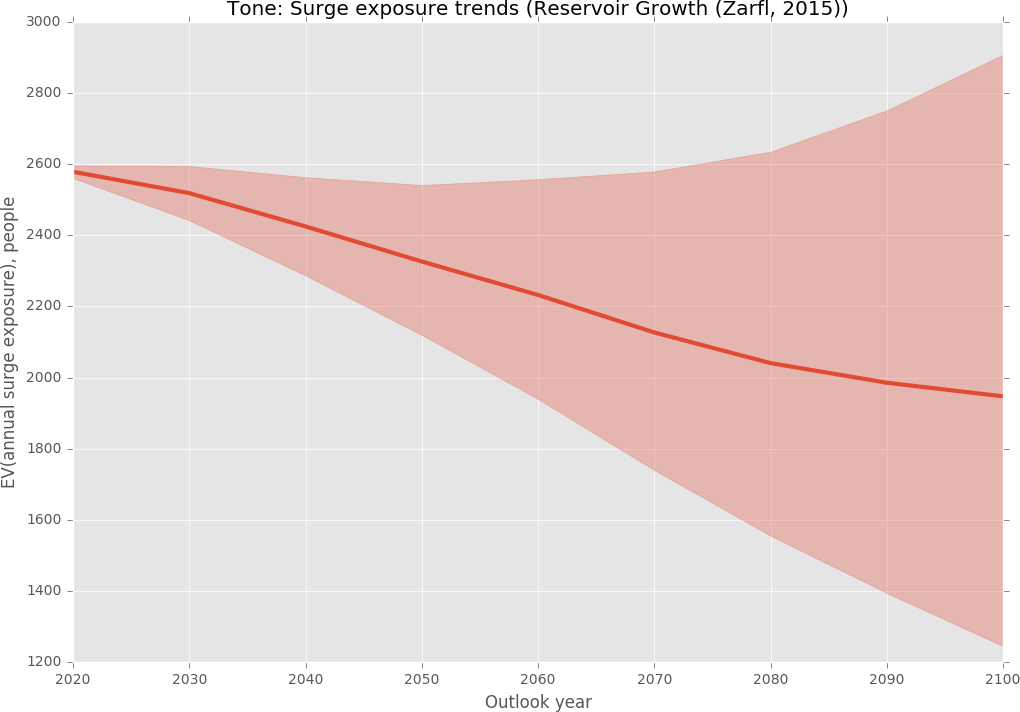 Tone: Surge exposure trends (Reservoir Growth (Zarfl, 2015))
EV(annual surge exposure), people
3000
2800
2600
2400
2200
2000
1800
1600
1400
1200
2020 2030 2040 2050 2060 2070 2080 2090 2100
Outlook year